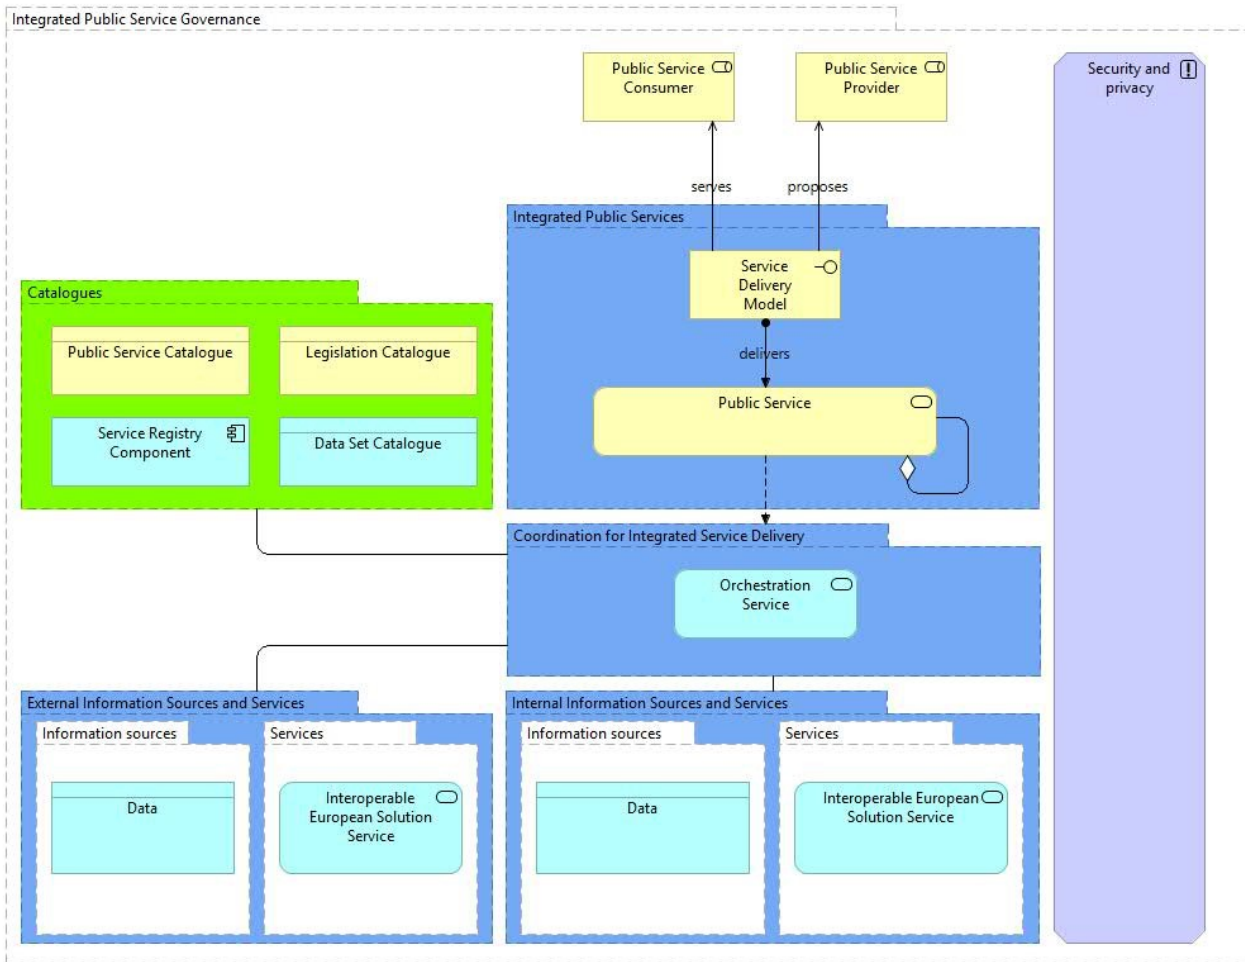 Integrated Public Service Governance
Public Service
Consumer
Public Service
Provider
Security and
privacy
serves
proposes
Integrated Public Services
Service
Delivery
Model
delivers
Public Service
Catalogues
Public Service Catalogue
Legislation Catalogue
Service Registry
Component
Data Set Catalogue
Coordination for Integrated Service Delivery
Orchestration
Service
External Information Sources and Services
Information sources
Data
Services
Interoperable
European Solution
Service
Internal Information Sources and Services
Information sources
Data
Services
Interoperable European
Solution Service